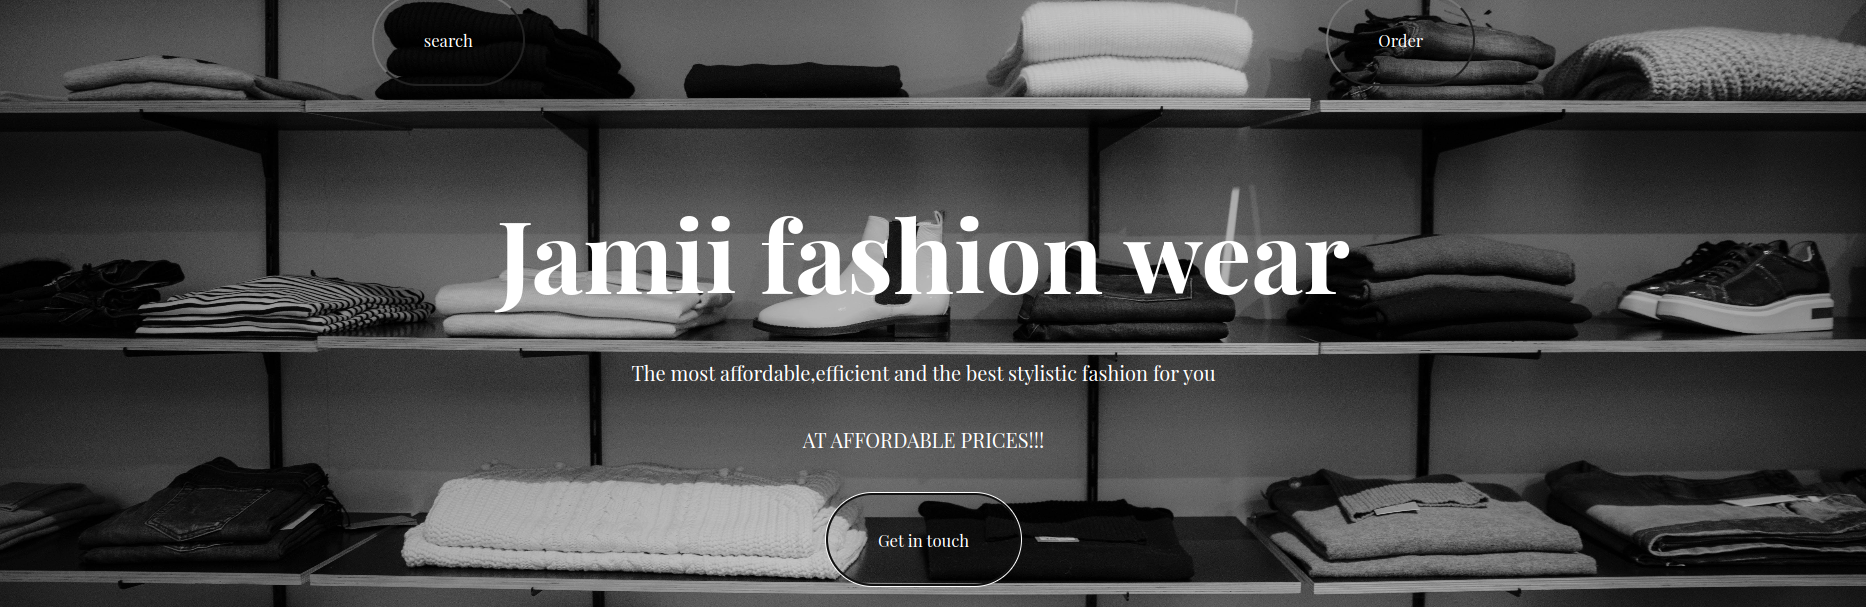 search
Order
Jamii fashion wear
The most affordable,efficient and the best stylistic fashion for you
AT AFFORDABLE PRICES!!!
Get in touch